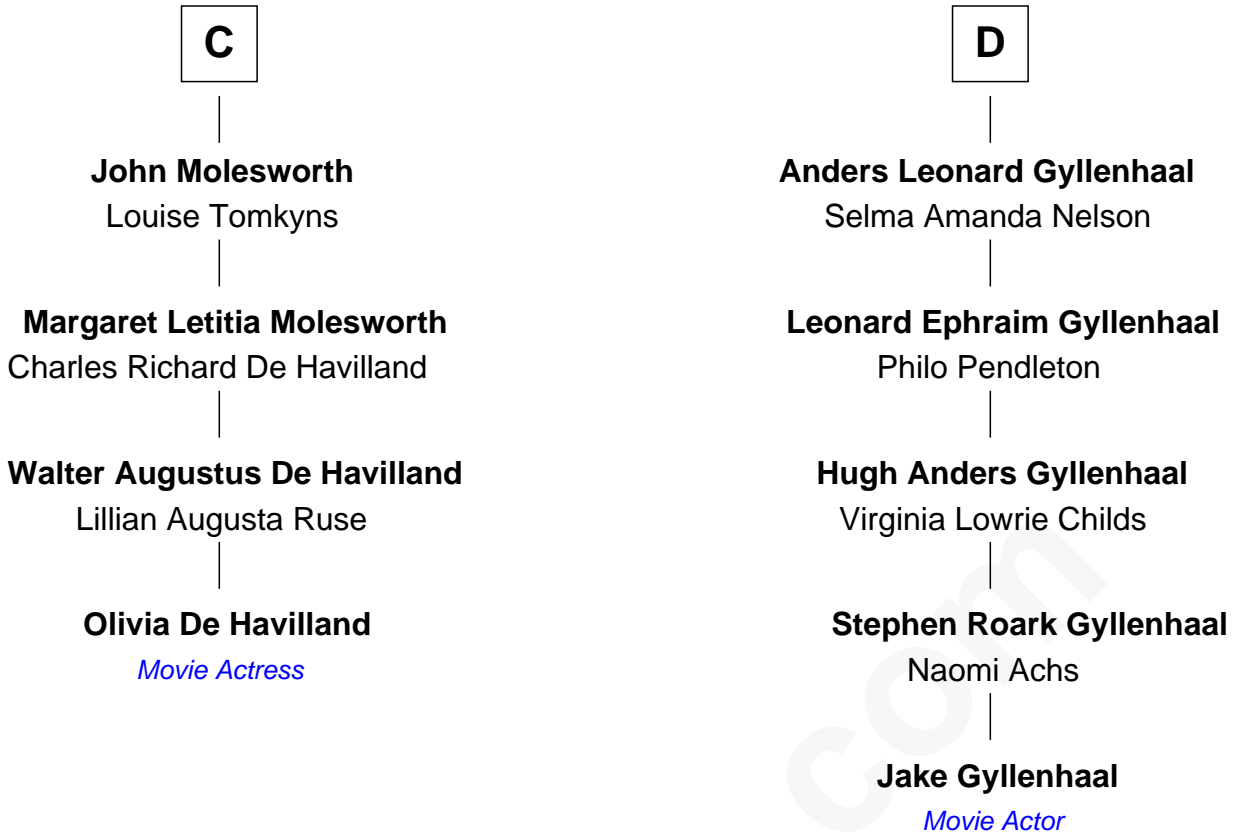 C
John Molesworth
Louise Tomkyns
Margaret Letitia Molesworth
Charles Richard De Havilland
Walter Augustus De Havilland
Lillian Augusta Ruse
Olivia De Havilland
Movie Actress
D
Anders Leonard Gyllenhaal
Selma Amanda Nelson
Leonard Ephraim Gyllenhaal
Philo Pendleton
Hugh Anders Gyllenhaal
Virginia Lowrie Childs
Stephen Roark Gyllenhaal
Naomi Achs
Jake Gyllenhaal
Movie Actor
com